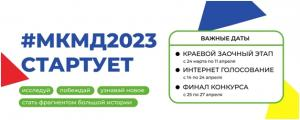 #МКМД2023
СТАРТУЕТ
исследуй побеждай узнавай новое
стать фрагментом большой истории
ВАЖНЫЕ ДАТЫ
КРАЕВОЙ ЗАОЧНЫЙ ЭТАП
с 24 марта по 11 апреля
ИНТЕРНЕТ ГОЛОСОВАНИЕ
с 14 по 24 апреля
ФИНАЛ КОНКУРСА
с 25 по 27 апреля